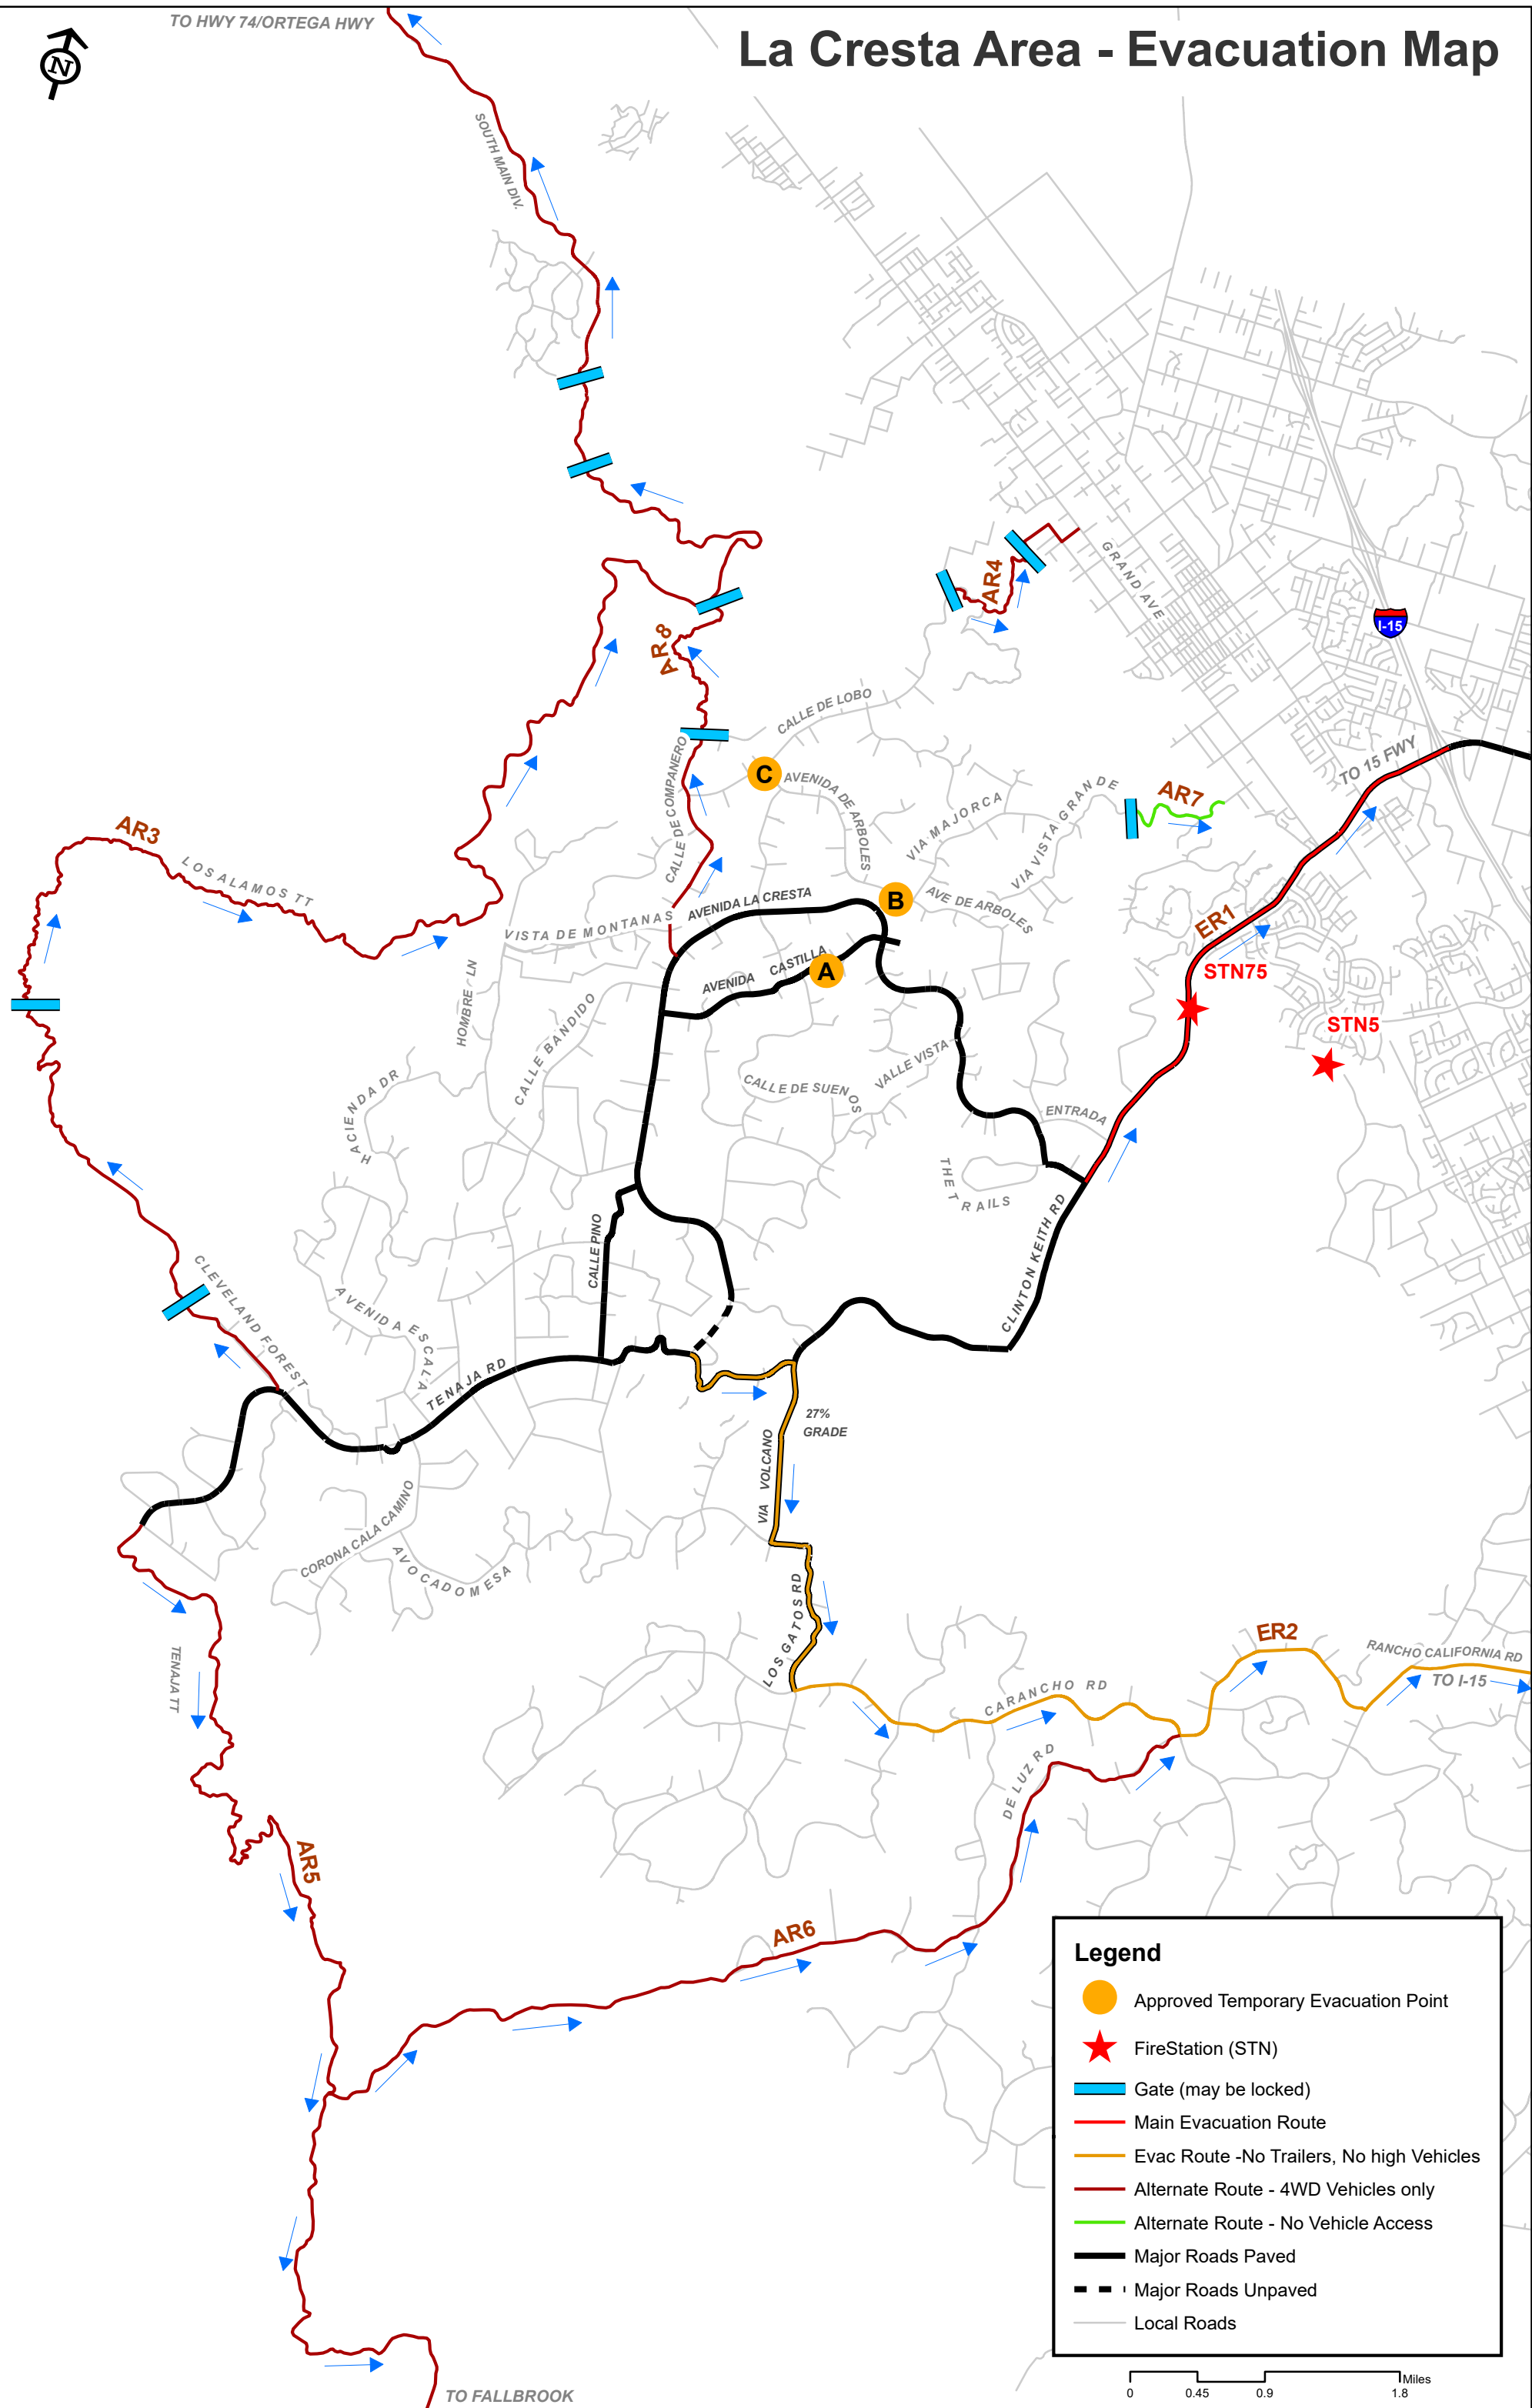 TO HWY 74/ORTEGA HWY
La Cresta Area - Evacuation Map
N
SOUTH MAIN DIV.
GRAND AVE
AR4
I-15
AR8
CALLE DE LOBO
CALLE DE COMPANERO
C
AVENIDA DE ARBOLES
VIA MAJORCA
VIA VISTA GRANDE
AR7
TO 15 FWY
AR3
LOS ALAMOS TT
VISTA DE MONTANAS
AVENIDA LA CRESTA
B
AVE DE ARBOLES
ER1
AVENIDA CASTILLA
A
STN75
STN5
HOMBRE LN
CALLE BANDIDO
HACIENDA DR
CALLE DE SUENOS
VALLE VISTA
ENTRADA
THE TRAILS
CLINTON KEITH RD
CALLE PINO
CLEVELAND FOREST
AVENIDA ESCALA
TENAJA RD
27%
GRADE
VIA VOLCANO
CORONA CALA CAMINO
AVOCADO MESA
LOS GATOS RD
TENAJA TT
CARANCHO RD
ER2
RANCHO CALIFORNIA RD
TO I-15
DE LUZ RD
AR5
AR6
Legend
Approved Temporary Evacuation Point
FireStation (STN)
Gate (may be locked)
Main Evacuation Route
Evac Route -No Trailers, No high Vehicles
Alternate Route - 4WD Vehicles only
Alternate Route - No Vehicle Access
Major Roads Paved
Major Roads Unpaved
Local Roads
Miles
0 0.45 0.9 1.8
TO FALLBROOK